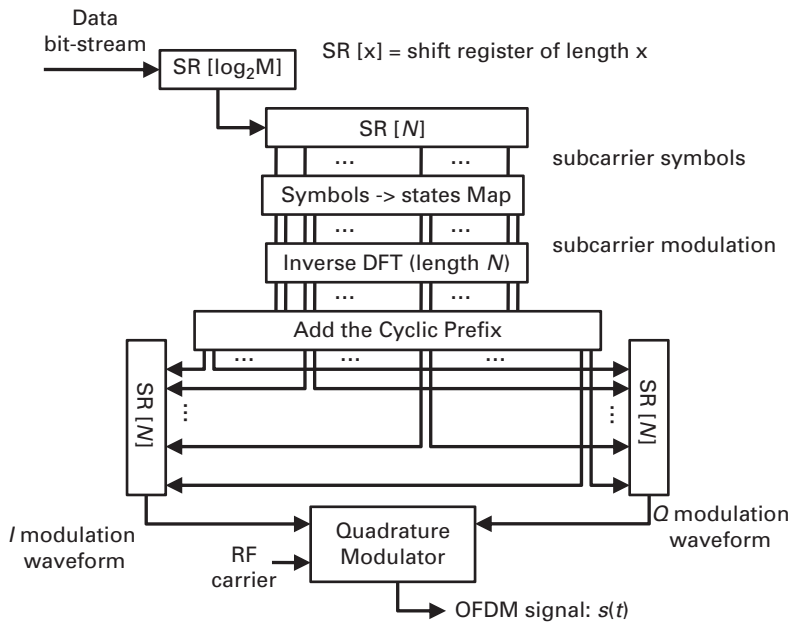 Data
bit-stream
SR [log₂M]
SR [x] = shift register of length x
SR [N]
...
...
subcarrier symbols
Symbols -> states Map
...
...
subcarrier modulation
Inverse DFT (length N)
...
...
Add the Cyclic Prefix
...
...
...
SR [N]
...
...
SR [N]
I modulation
waveform
Quadrature
Modulator
Q modulation
waveform
RF
carrier
OFDM signal: s(t)